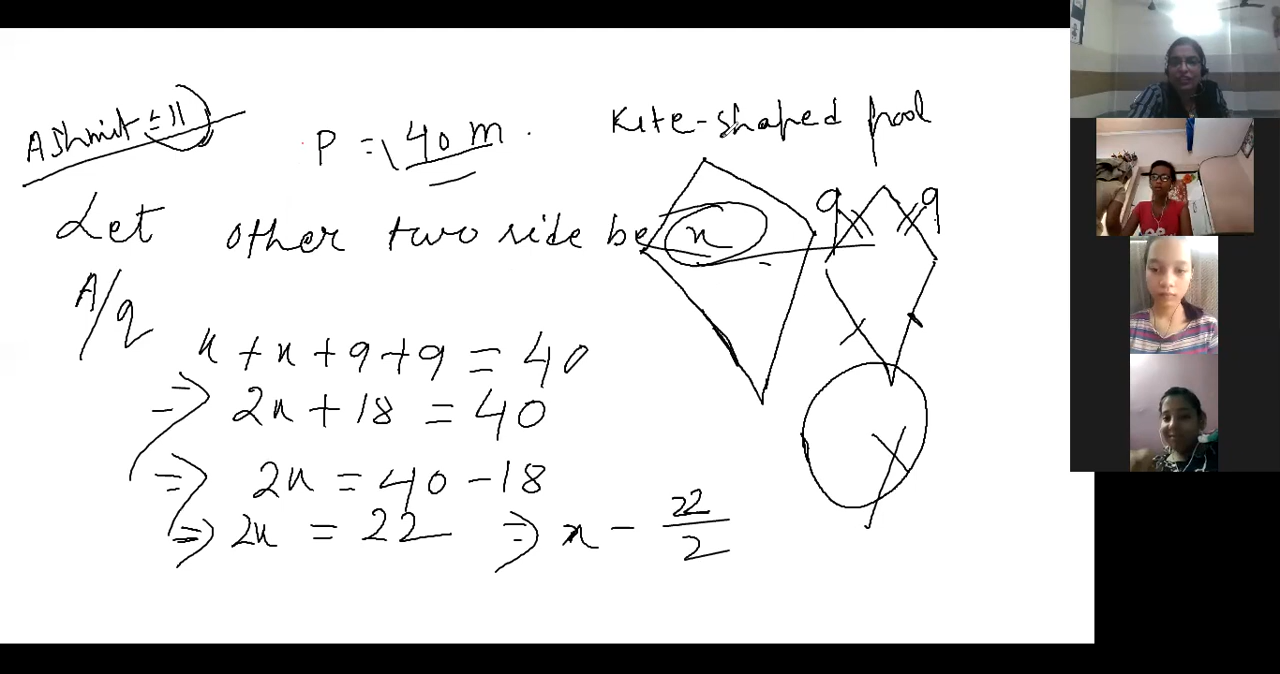 Ashmit = 11
P = 40 m.
Kite-shaped pool
Let other two side be x
9 9
A/q
x + x + 9 + 9 = 40
⇒ 2x + 18 = 40
⇒ 2x = 40 - 18
⇒ 2x = 22 ⇒ x - 22/2